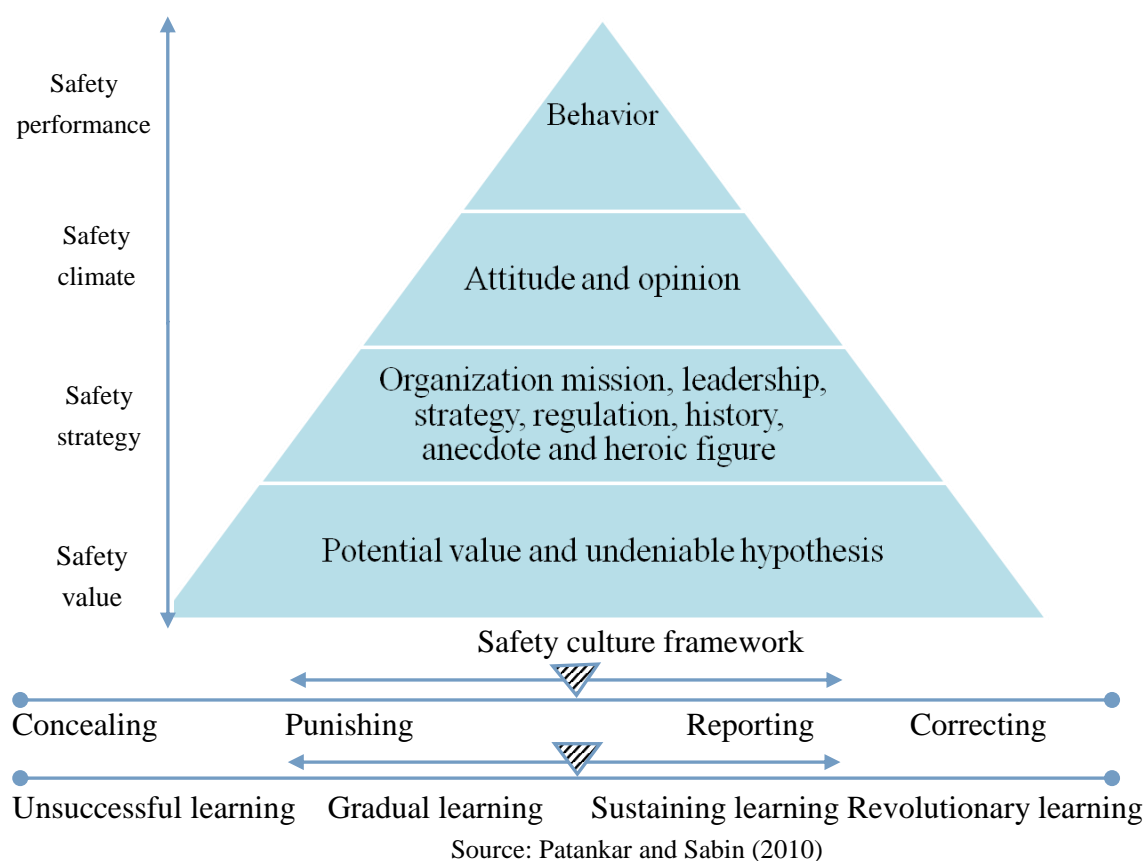 Safety
performance
Behavior
Safety
climate
Attitude and opinion
Safety
strategy
Organization mission, leadership,
strategy, regulation, history,
anecdote and heroic figure
Safety
value
Potential value and undeniable hypothesis
Safety culture framework
Concealing Punishing Reporting Correcting
Unsuccessful learning Gradual learning Sustaining learning Revolutionary learning
Source: Patankar and Sabin (2010)